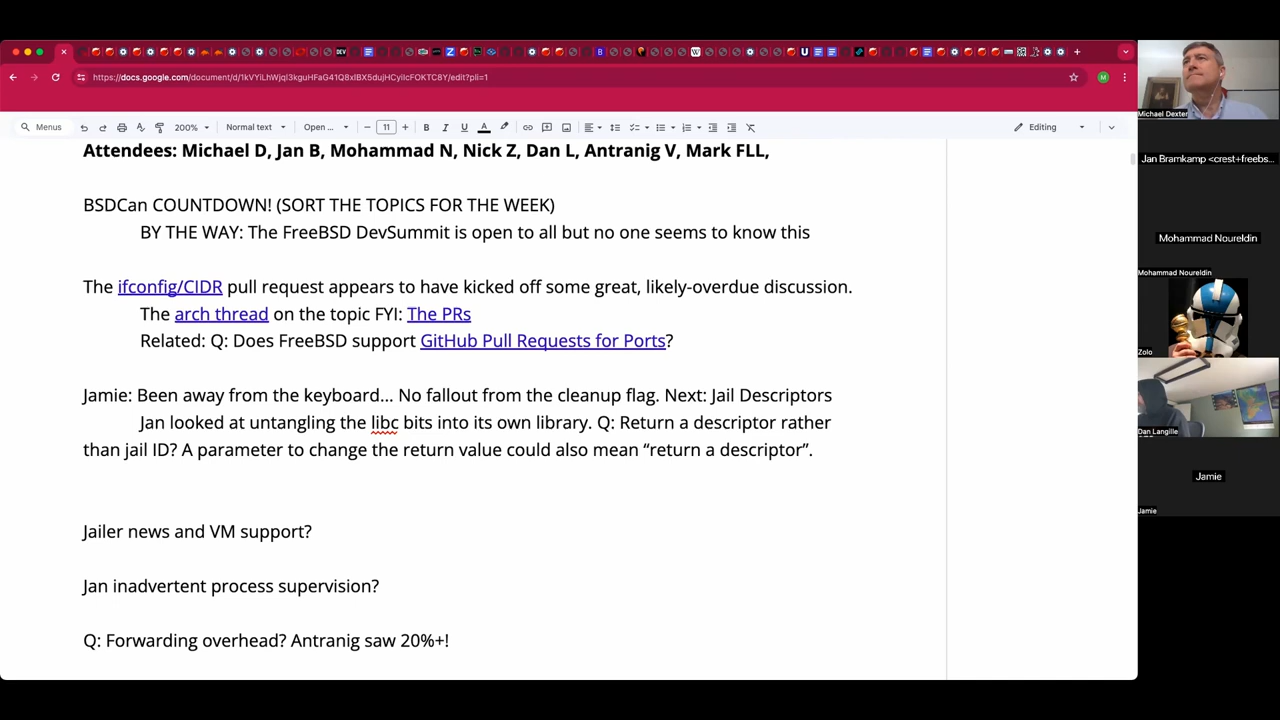 https://docs.google.com/document/d/1kVYiLhWjqI3kguHFaG41Q8xlBX5dujHCyilcFOKTC8Y/edit?pli=1
Menus
200%
Normal text
Open ...
11
Editing
Attendees: Michael D, Jan B, Mohammad N, Nick Z, Dan L, Antranig V, Mark FLL,
BSDCan COUNTDOWN! (SORT THE TOPICS FOR THE WEEK)
BY THE WAY: The FreeBSD DevSummit is open to all but no one seems to know this
The ifconfig/CIDR pull request appears to have kicked off some great, likely-overdue discussion.
The arch thread on the topic FYI: The PRs
Related: Q: Does FreeBSD support GitHub Pull Requests for Ports?
Jamie: Been away from the keyboard... No fallout from the cleanup flag. Next: Jail Descriptors
Jan looked at untangling the libc bits into its own library. Q: Return a descriptor rather
than jail ID? A parameter to change the return value could also mean “return a descriptor”.
Jailer news and VM support?
Jan inadvertent process supervision?
Q: Forwarding overhead? Antranig saw 20%+!
Michael Dexter
Jan Bramkamp <crest+freebs...
Mohammad Noureldin
Mohammad Noureldin
Zolo
Dan Langille
Jamie
Jamie